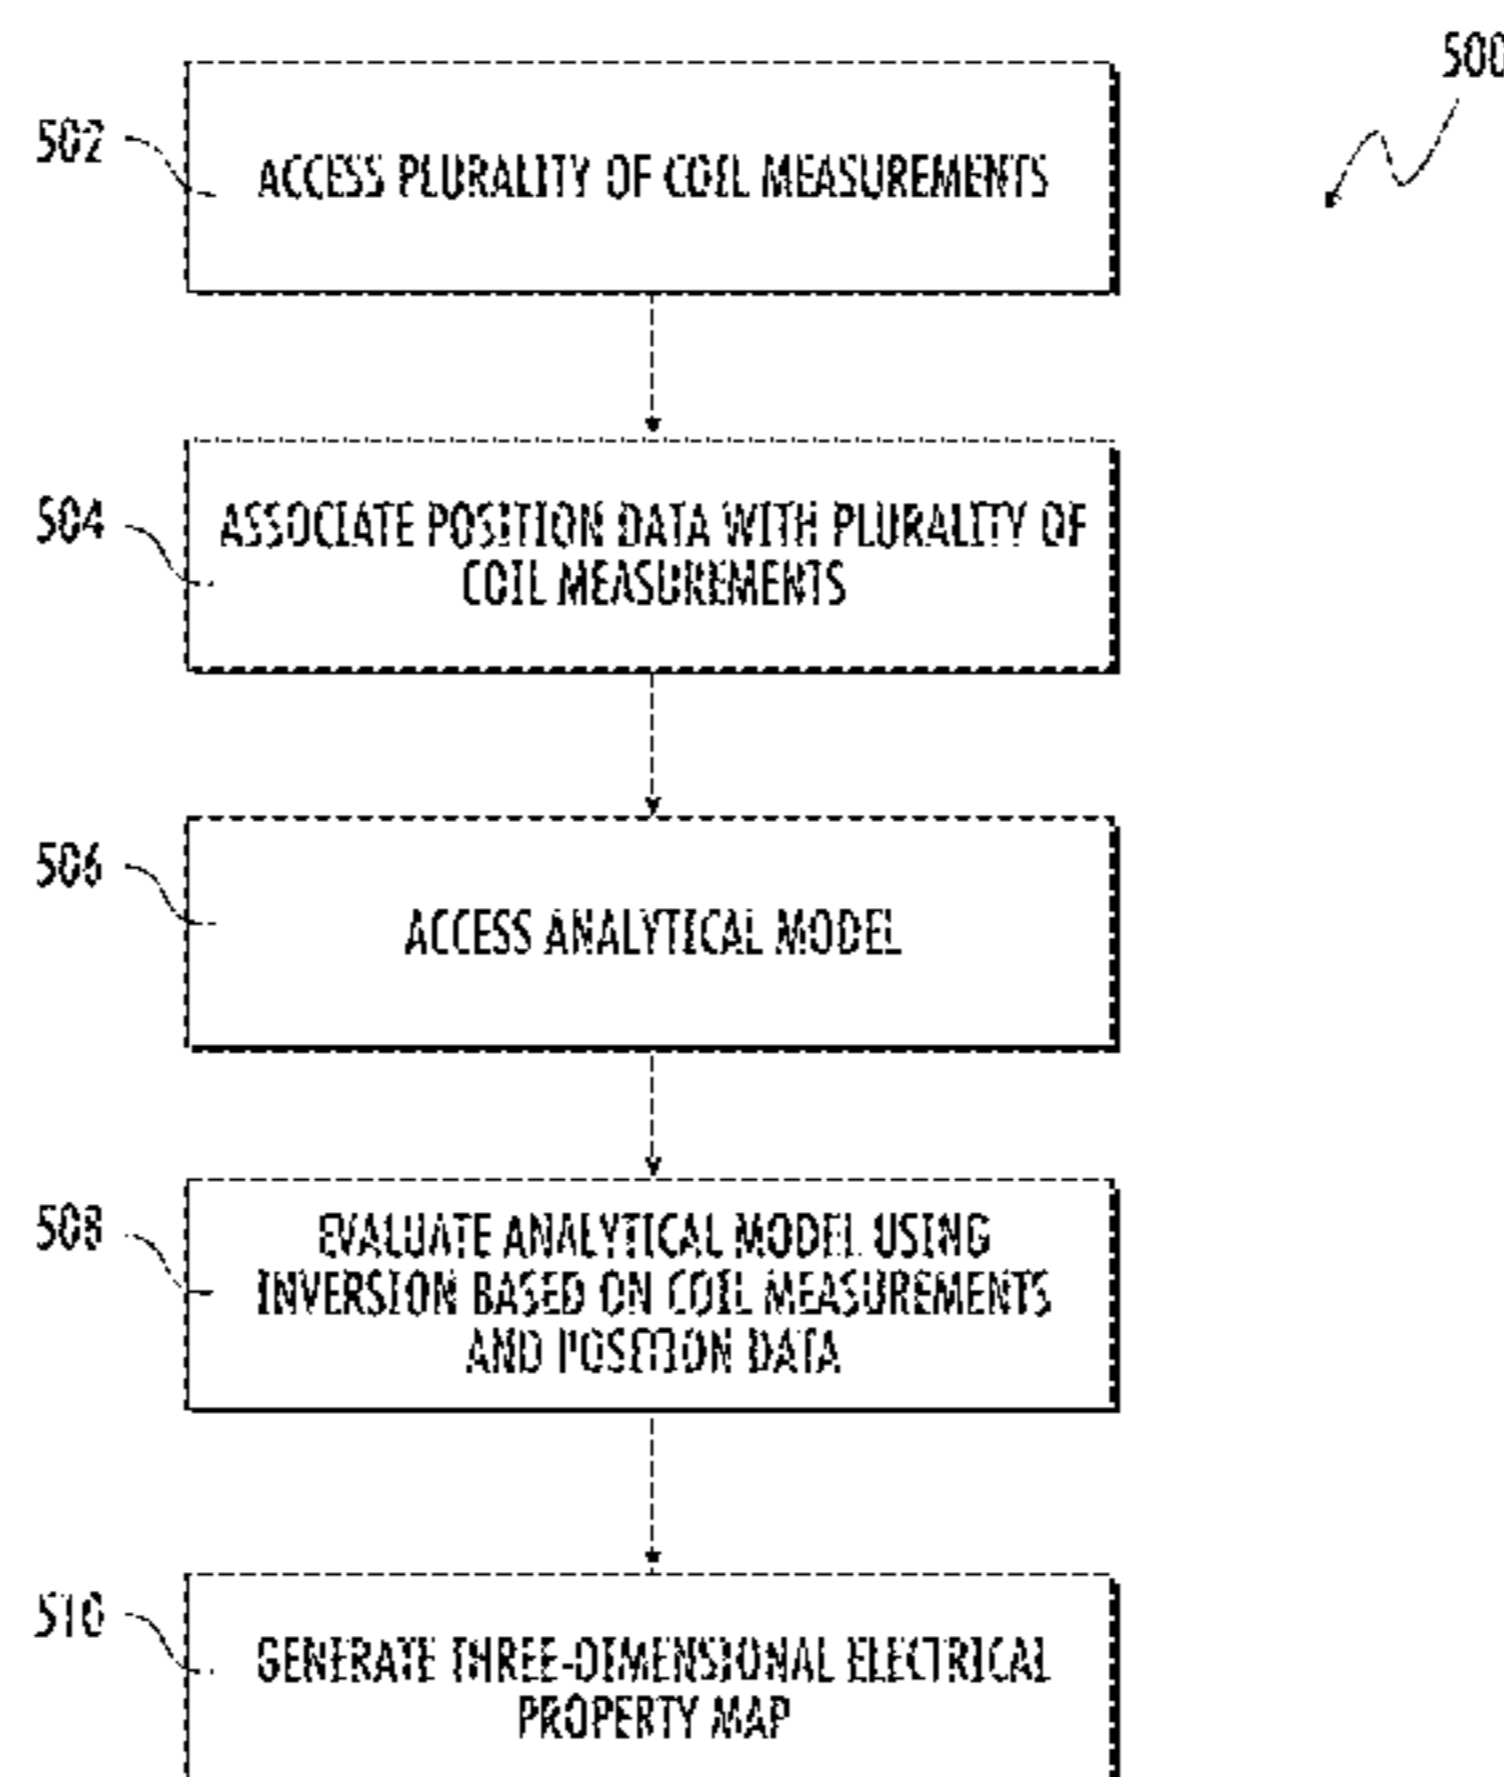 500
502
ACCESS PLURALITY OF COIL MEASUREMENTS
504
ASSOCIATE POSITION DATA WITH PLURALITY OF
COIL MEASUREMENTS
506
ACCESS ANALYTICAL MODEL
508
EVALUATE ANALYTICAL MODEL USING
INVERSION BASED ON COIL MEASUREMENTS
AND POSITION DATA
510
GENERATE THREE-DIMENSIONAL ELECTRICAL
PROPERTY MAP